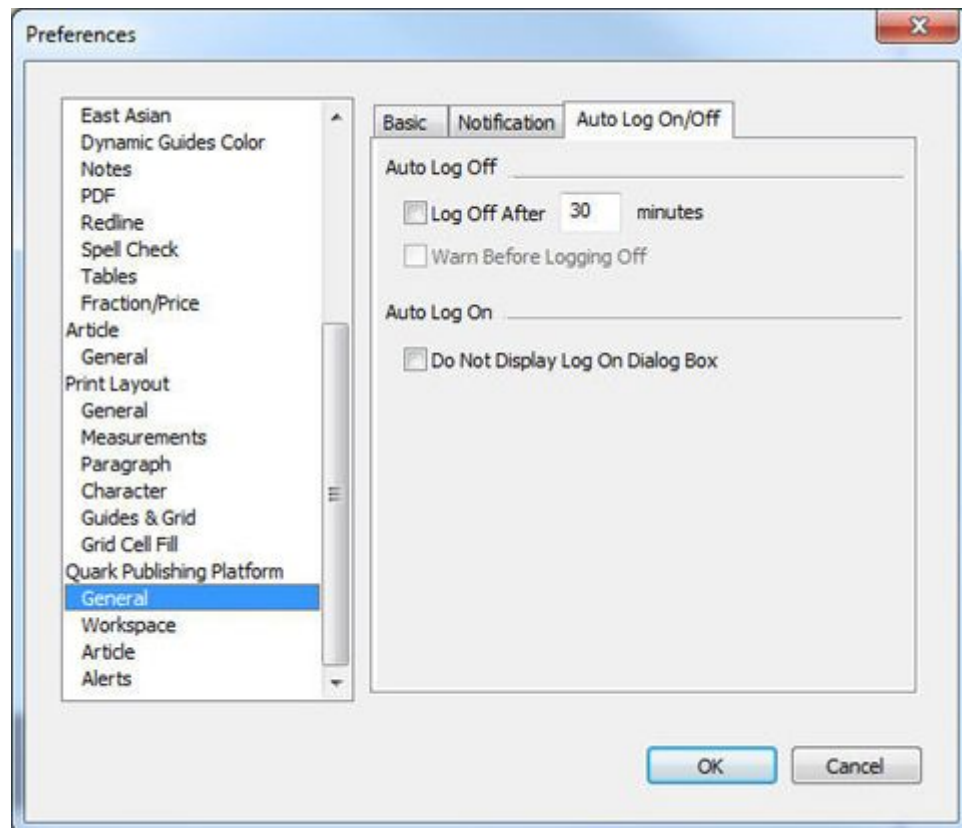 Preferences
East Asian
Dynamic Guides Color
Notes
PDF
Redline
Spell Check
Tables
Fraction/Price
Article
General
Print Layout
General
Measurements
Paragraph
Character
Guides & Grid
Grid Cell Fill
Quark Publishing Platform
General
Workspace
Article
Alerts
Basic Notification Auto Log On/Off
Auto Log Off
Log Off After 30 minutes
Warn Before Logging Off
Auto Log On
Do Not Display Log On Dialog Box
OK Cancel